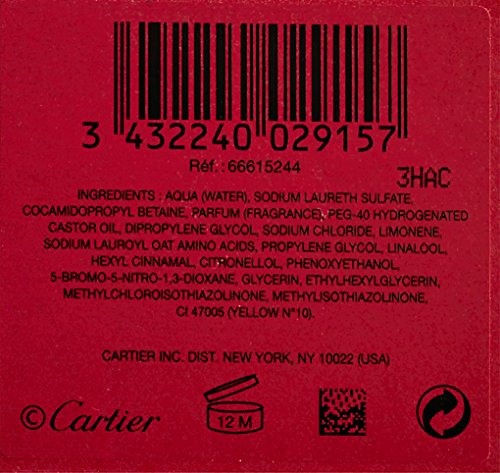 3 432240 029157
Réf.: 66615244
3HAC
INGREDIENTS : AQUA (WATER), SODIUM LAURETH SULFATE,
COCAMIDOPROPYL BETAINE, PARFUM (FRAGRANCE), PEG-40 HYDROGENATED
CASTOR OIL, DIPROPYLENE GLYCOL, SODIUM CHLORIDE, LIMONENE,
SODIUM LAUROYL OAT AMINO ACIDS, PROPYLENE GLYCOL, LINALOOL,
HEXYL CINNAMAL, CITRONELLOL, PHENOXYETHANOL,
5-BROMO-5-NITRO-1,3-DIOXANE, GLYCERIN, ETHYLHEXYLGLYCERIN,
METHYLCHLOROISOTHIAZOLINONE, METHYLISOTHIAZOLINONE,
CI 47005 (YELLOW N°10).
CARTIER INC. DIST. NEW YORK, NY 10022 (USA)
©Cartier
12 M